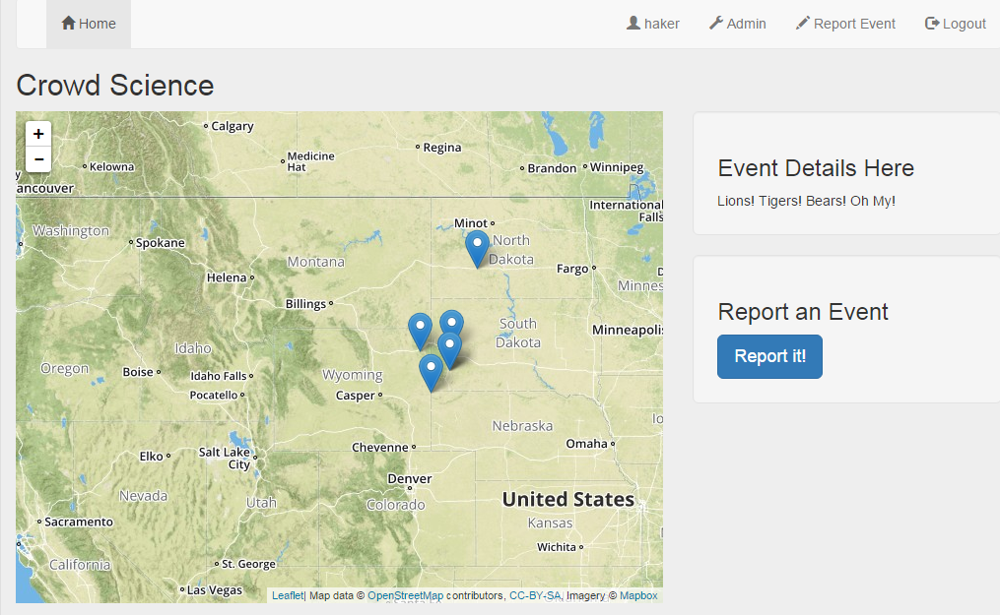 Home
haker Admin Report Event Logout
Crowd Science
+
−
Calgary
Regina
Medicine
Hat
Kelowna
Brandon
Winnipeg
ancouver
International
Falls
Minot
Washington
Spokane
North
Dakota
Montana
Fargo
Helena
Minnes
Billings
South
Dakota
Minneapolis
Idaho
Oregon
Boise
Idaho Falls
Wyoming
Pocatello
Casper
Nebraska
Omaha
Cheyenne
Elko
Salt Lake
City
Denver
Nevada
Utah
Colorado
United States
Kansas
Sacramento
Wichita
California
St. George
Las Vegas
Leaflet| Map data © OpenStreetMap contributors, CC-BY-SA, Imagery © Mapbox
Event Details Here
Lions! Tigers! Bears! Oh My!
Report an Event
Report it!